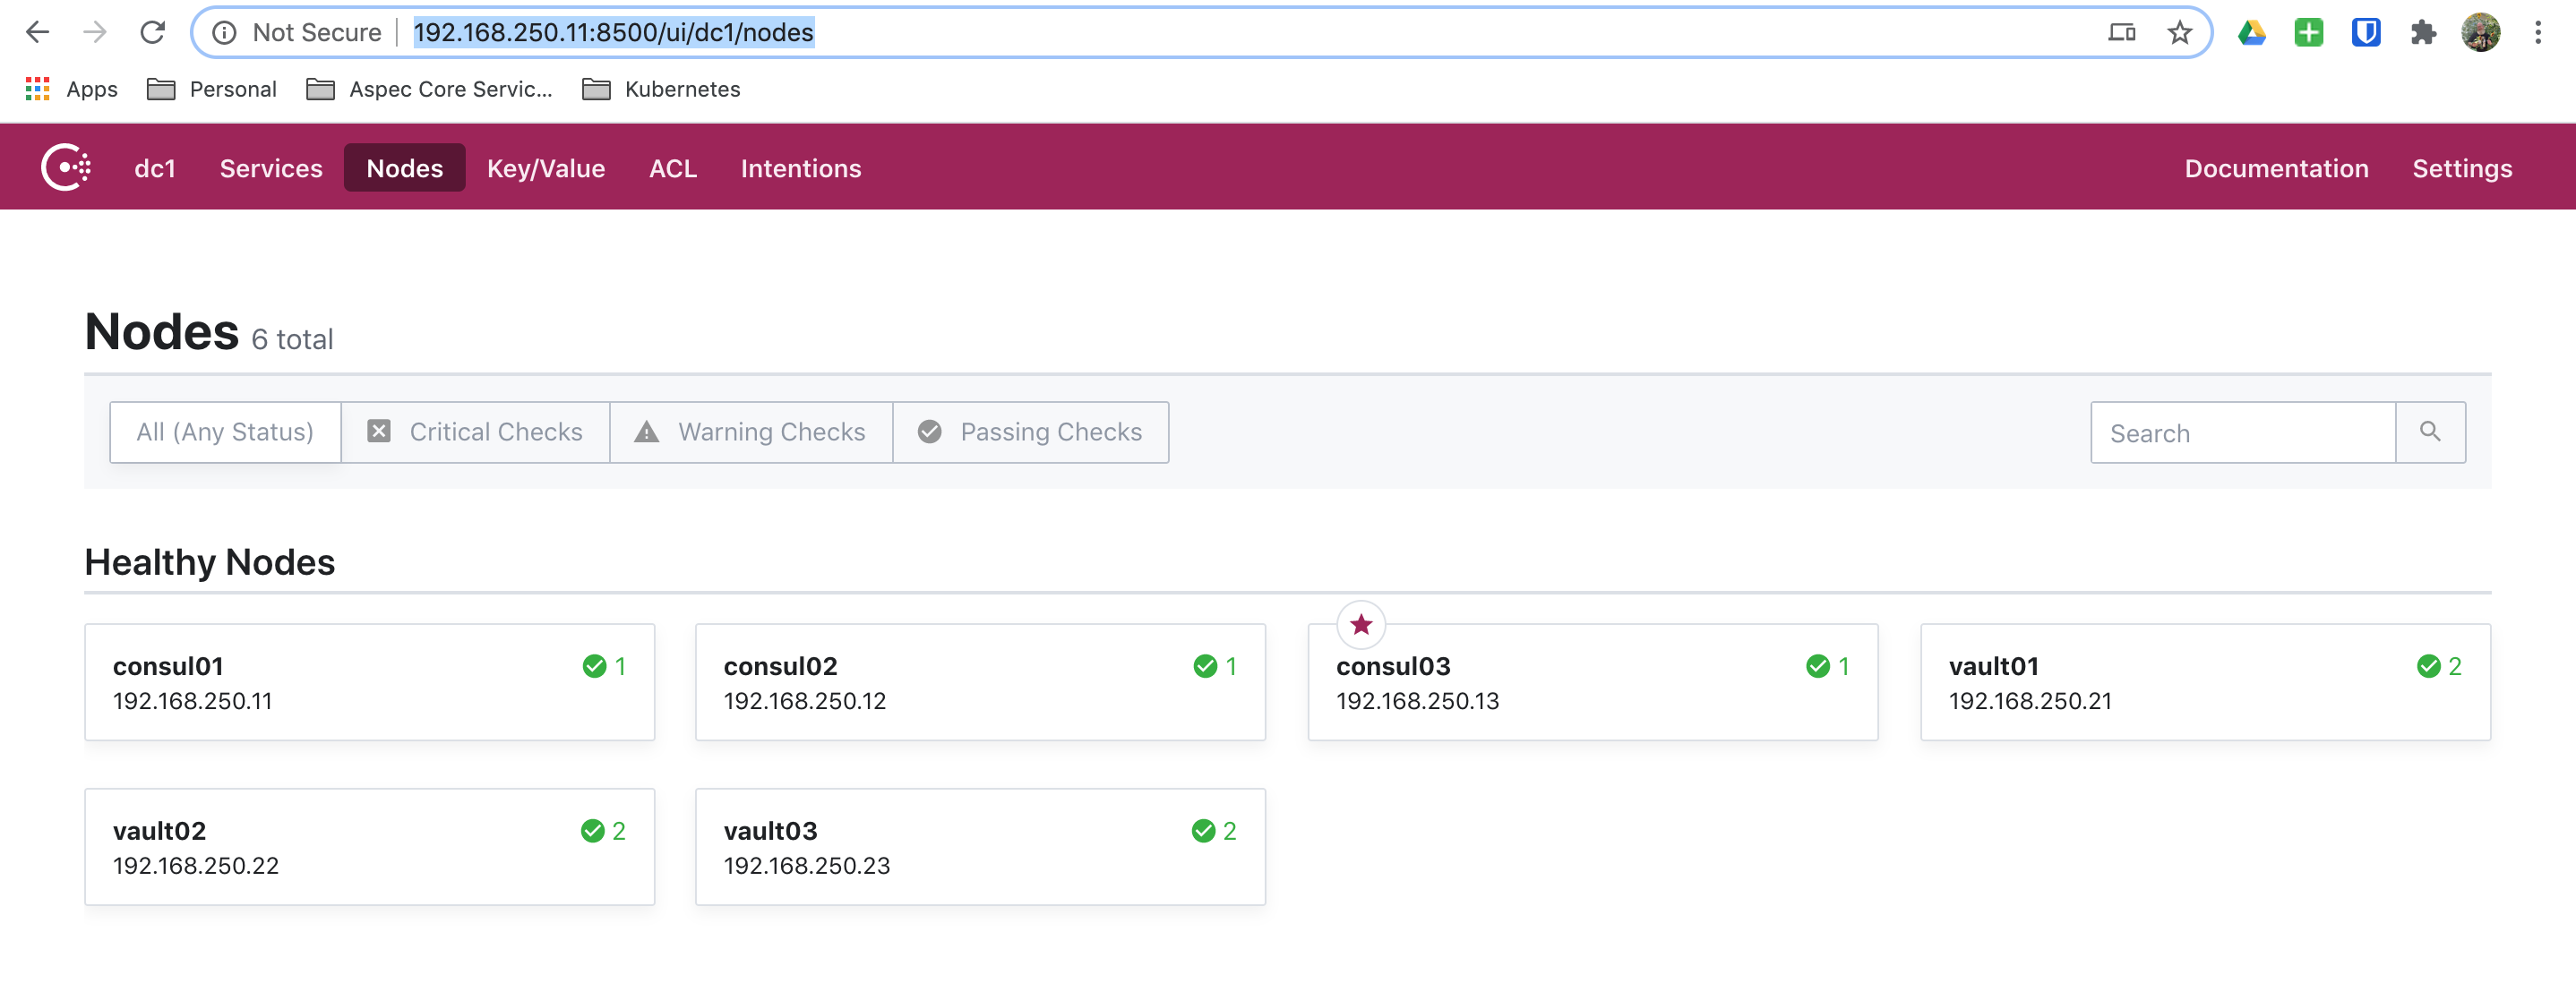 Not Secure 192.168.250.11:8500/ui/dc1/nodes
Apps Personal Aspec Core Servic... Kubernetes
dc1 Services Nodes Key/Value ACL Intentions Documentation Settings
Nodes 6 total
All (Any Status) Critical Checks Warning Checks Passing Checks Search
Healthy Nodes
consul01 1 consul02 1 consul03 1 vault01 2
192.168.250.11 192.168.250.12 192.168.250.13 192.168.250.21
vault02 2 vault03 2
192.168.250.22 192.168.250.23